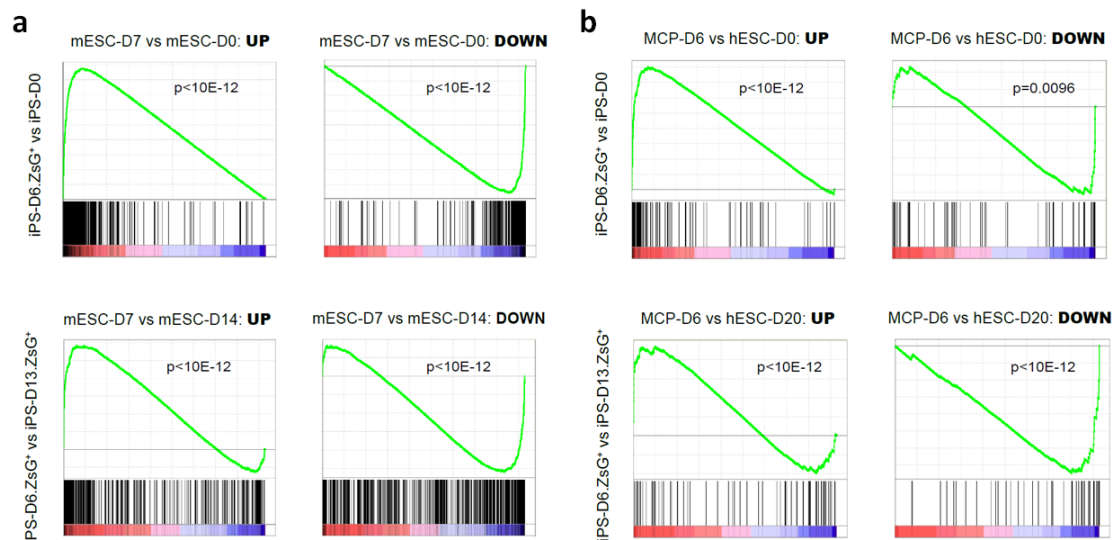 a
mESC-D7 vs mESC-D0: UP
mESC-D7 vs mESC-D0: DOWN
iPS-D6.ZsG⁺ vs iPS-D0
p<10E-12
p<10E-12
mESC-D7 vs mESC-D14: UP
mESC-D7 vs mESC-D14: DOWN
PS-D6.ZsG⁺ vs iPS-D13.ZsG⁺
p<10E-12
p<10E-12
b
MCP-D6 vs hESC-D0: UP
MCP-D6 vs hESC-D0: DOWN
iPS-D6.ZsG⁺ vs iPS-D0
p<10E-12
p=0.0096
MCP-D6 vs hESC-D20: UP
MCP-D6 vs hESC-D20: DOWN
iPS-D6.ZsG⁺ vs iPS-D13.ZsG⁺
p<10E-12
p<10E-12